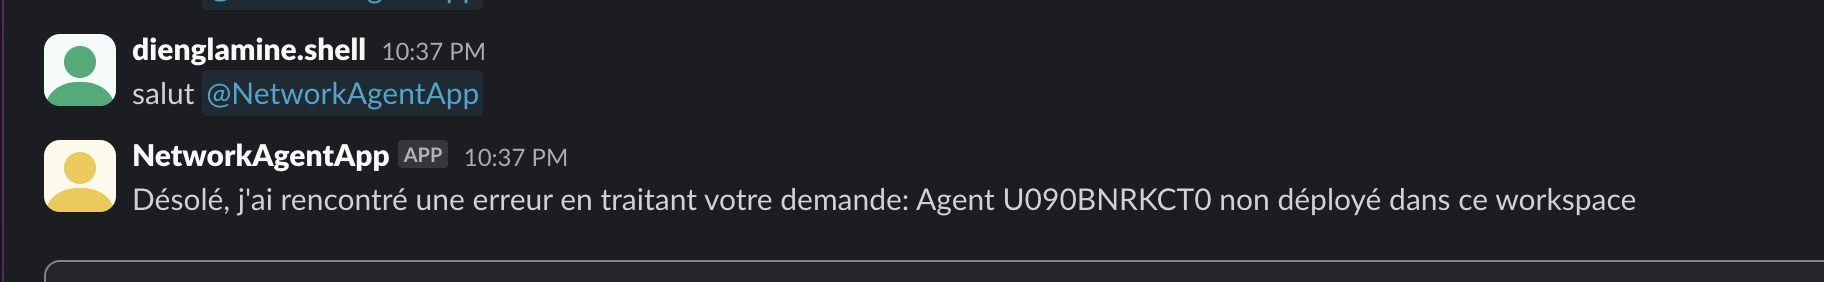 dienglamine.shell 10:37 PM
salut @NetworkAgentApp
NetworkAgentApp APP 10:37 PM
Désolé, j'ai rencontré une erreur en traitant votre demande: Agent U090BNRKCT0 non déployé dans ce workspace